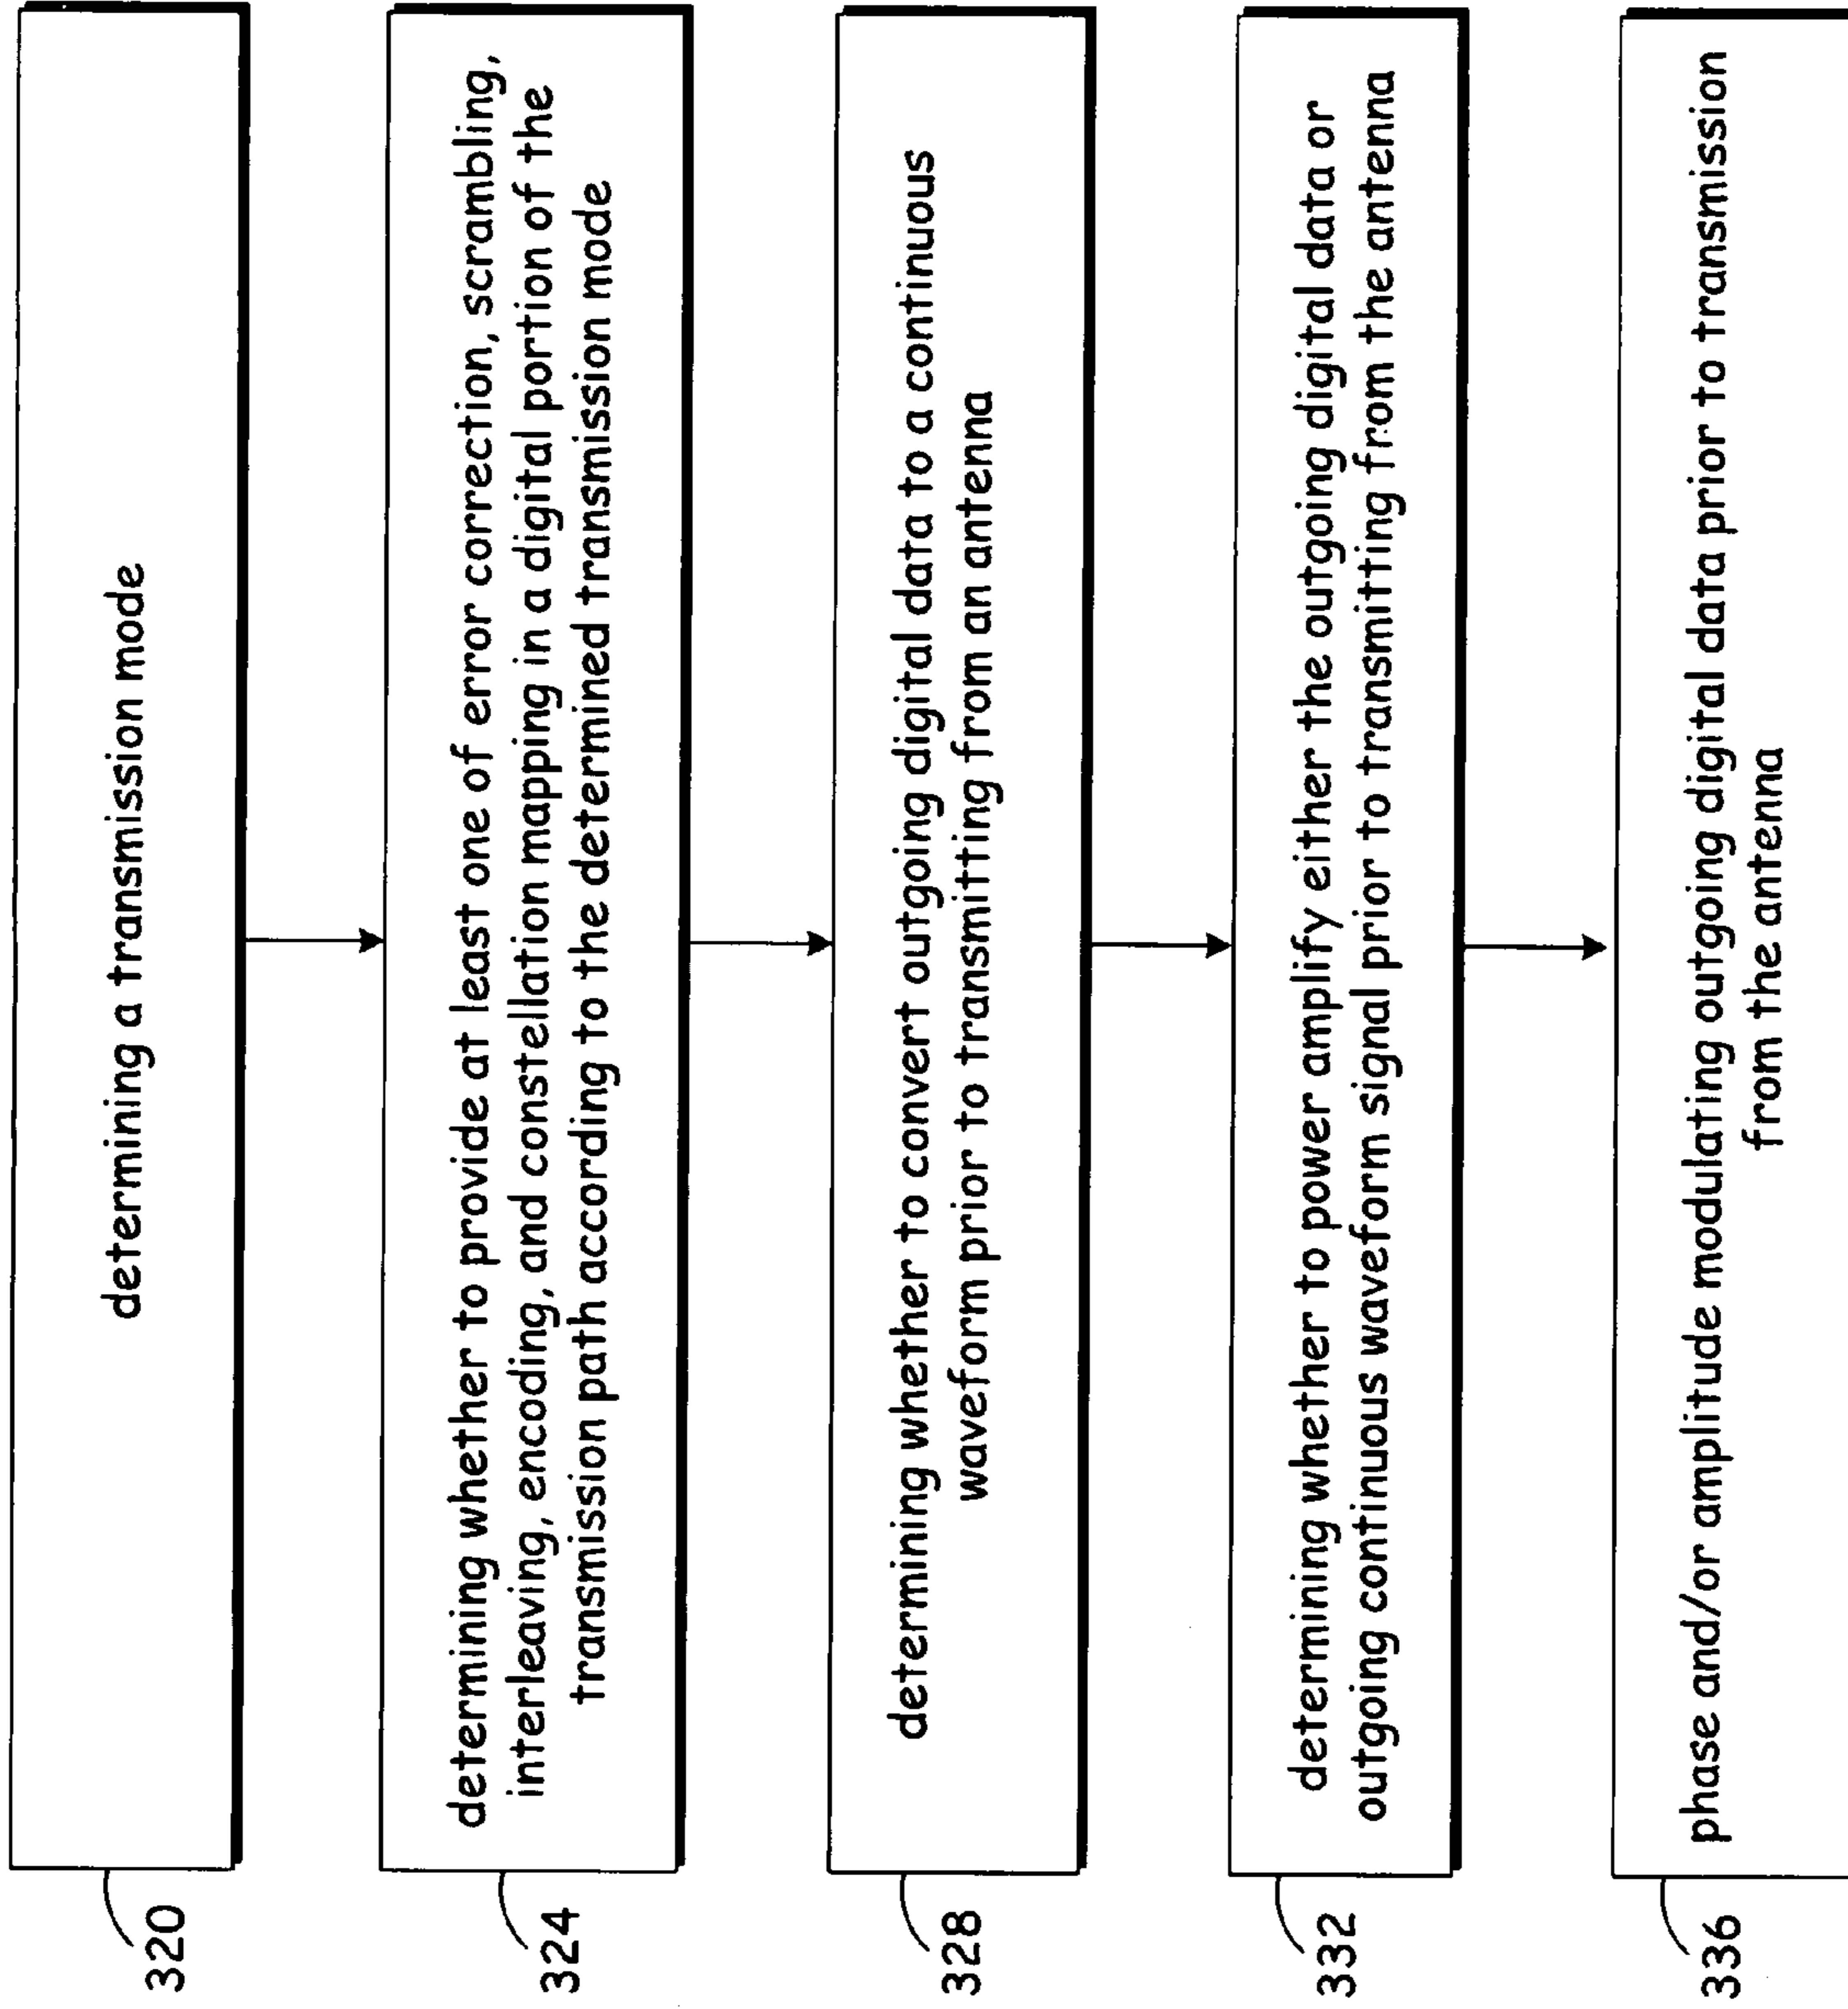 320
determining a transmission mode
324
determining whether to provide at least one of error correction, scrambling,
interleaving, encoding, and constellation mapping in a digital portion of the
transmission path according to the determined transmission mode
328
determining whether to convert outgoing digital data to a continuous
waveform prior to transmitting from an antenna
332
determining whether to power amplify either the outgoing digital data or
outgoing continuous waveform signal prior to transmitting from the antenna
336
phase and/or amplitude modulating outgoing digital data prior to transmission
from the antenna